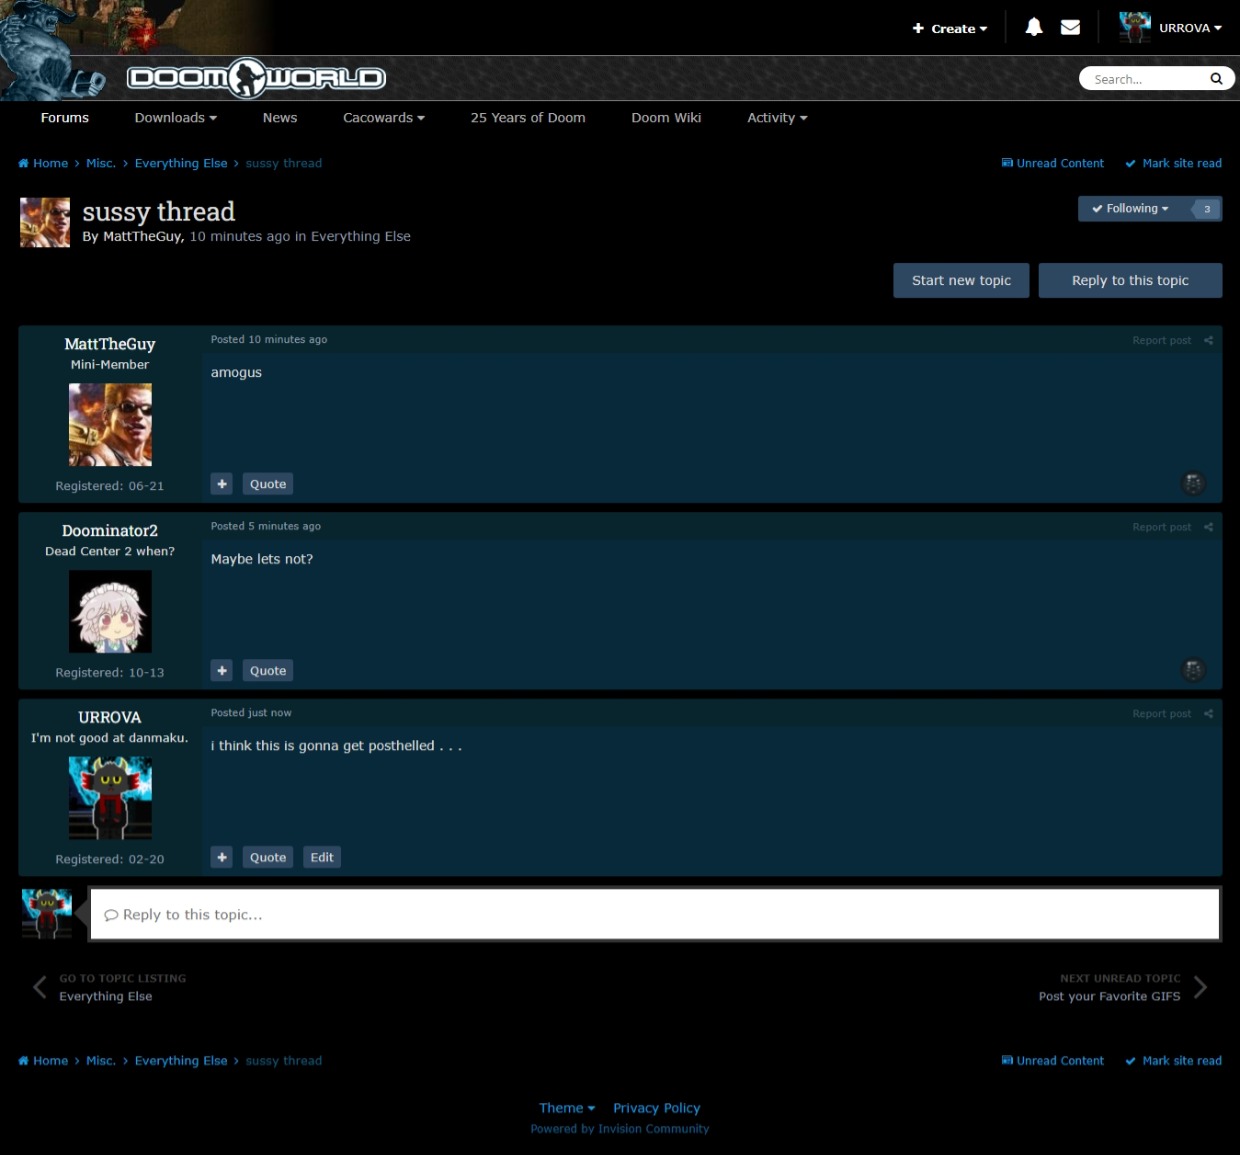 Create
URROVA
DOOMWORLD
Search...
Forums
Downloads
News
Cacowards
25 Years of Doom
Doom Wiki
Activity
Home > Misc. > Everything Else > sussy thread
Unread Content
Mark site read
sussy thread
Following
3
By MattTheGuy, 10 minutes ago in Everything Else
Start new topic
Reply to this topic
MattTheGuy
Mini-Member
Registered: 06-21
Posted 10 minutes ago
Report post
amogus
Quote
Doominator2
Dead Center 2 when?
Registered: 10-13
Posted 5 minutes ago
Report post
Maybe lets not?
Quote
URROVA
I'm not good at danmaku.
Registered: 02-20
Posted just now
Report post
i think this is gonna get posthelled . . .
Quote
Edit
Reply to this topic...
GO TO TOPIC LISTING
Everything Else
NEXT UNREAD TOPIC
Post your Favorite GIFS
Home > Misc. > Everything Else > sussy thread
Unread Content
Mark site read
Theme
Privacy Policy
Powered by Invision Community